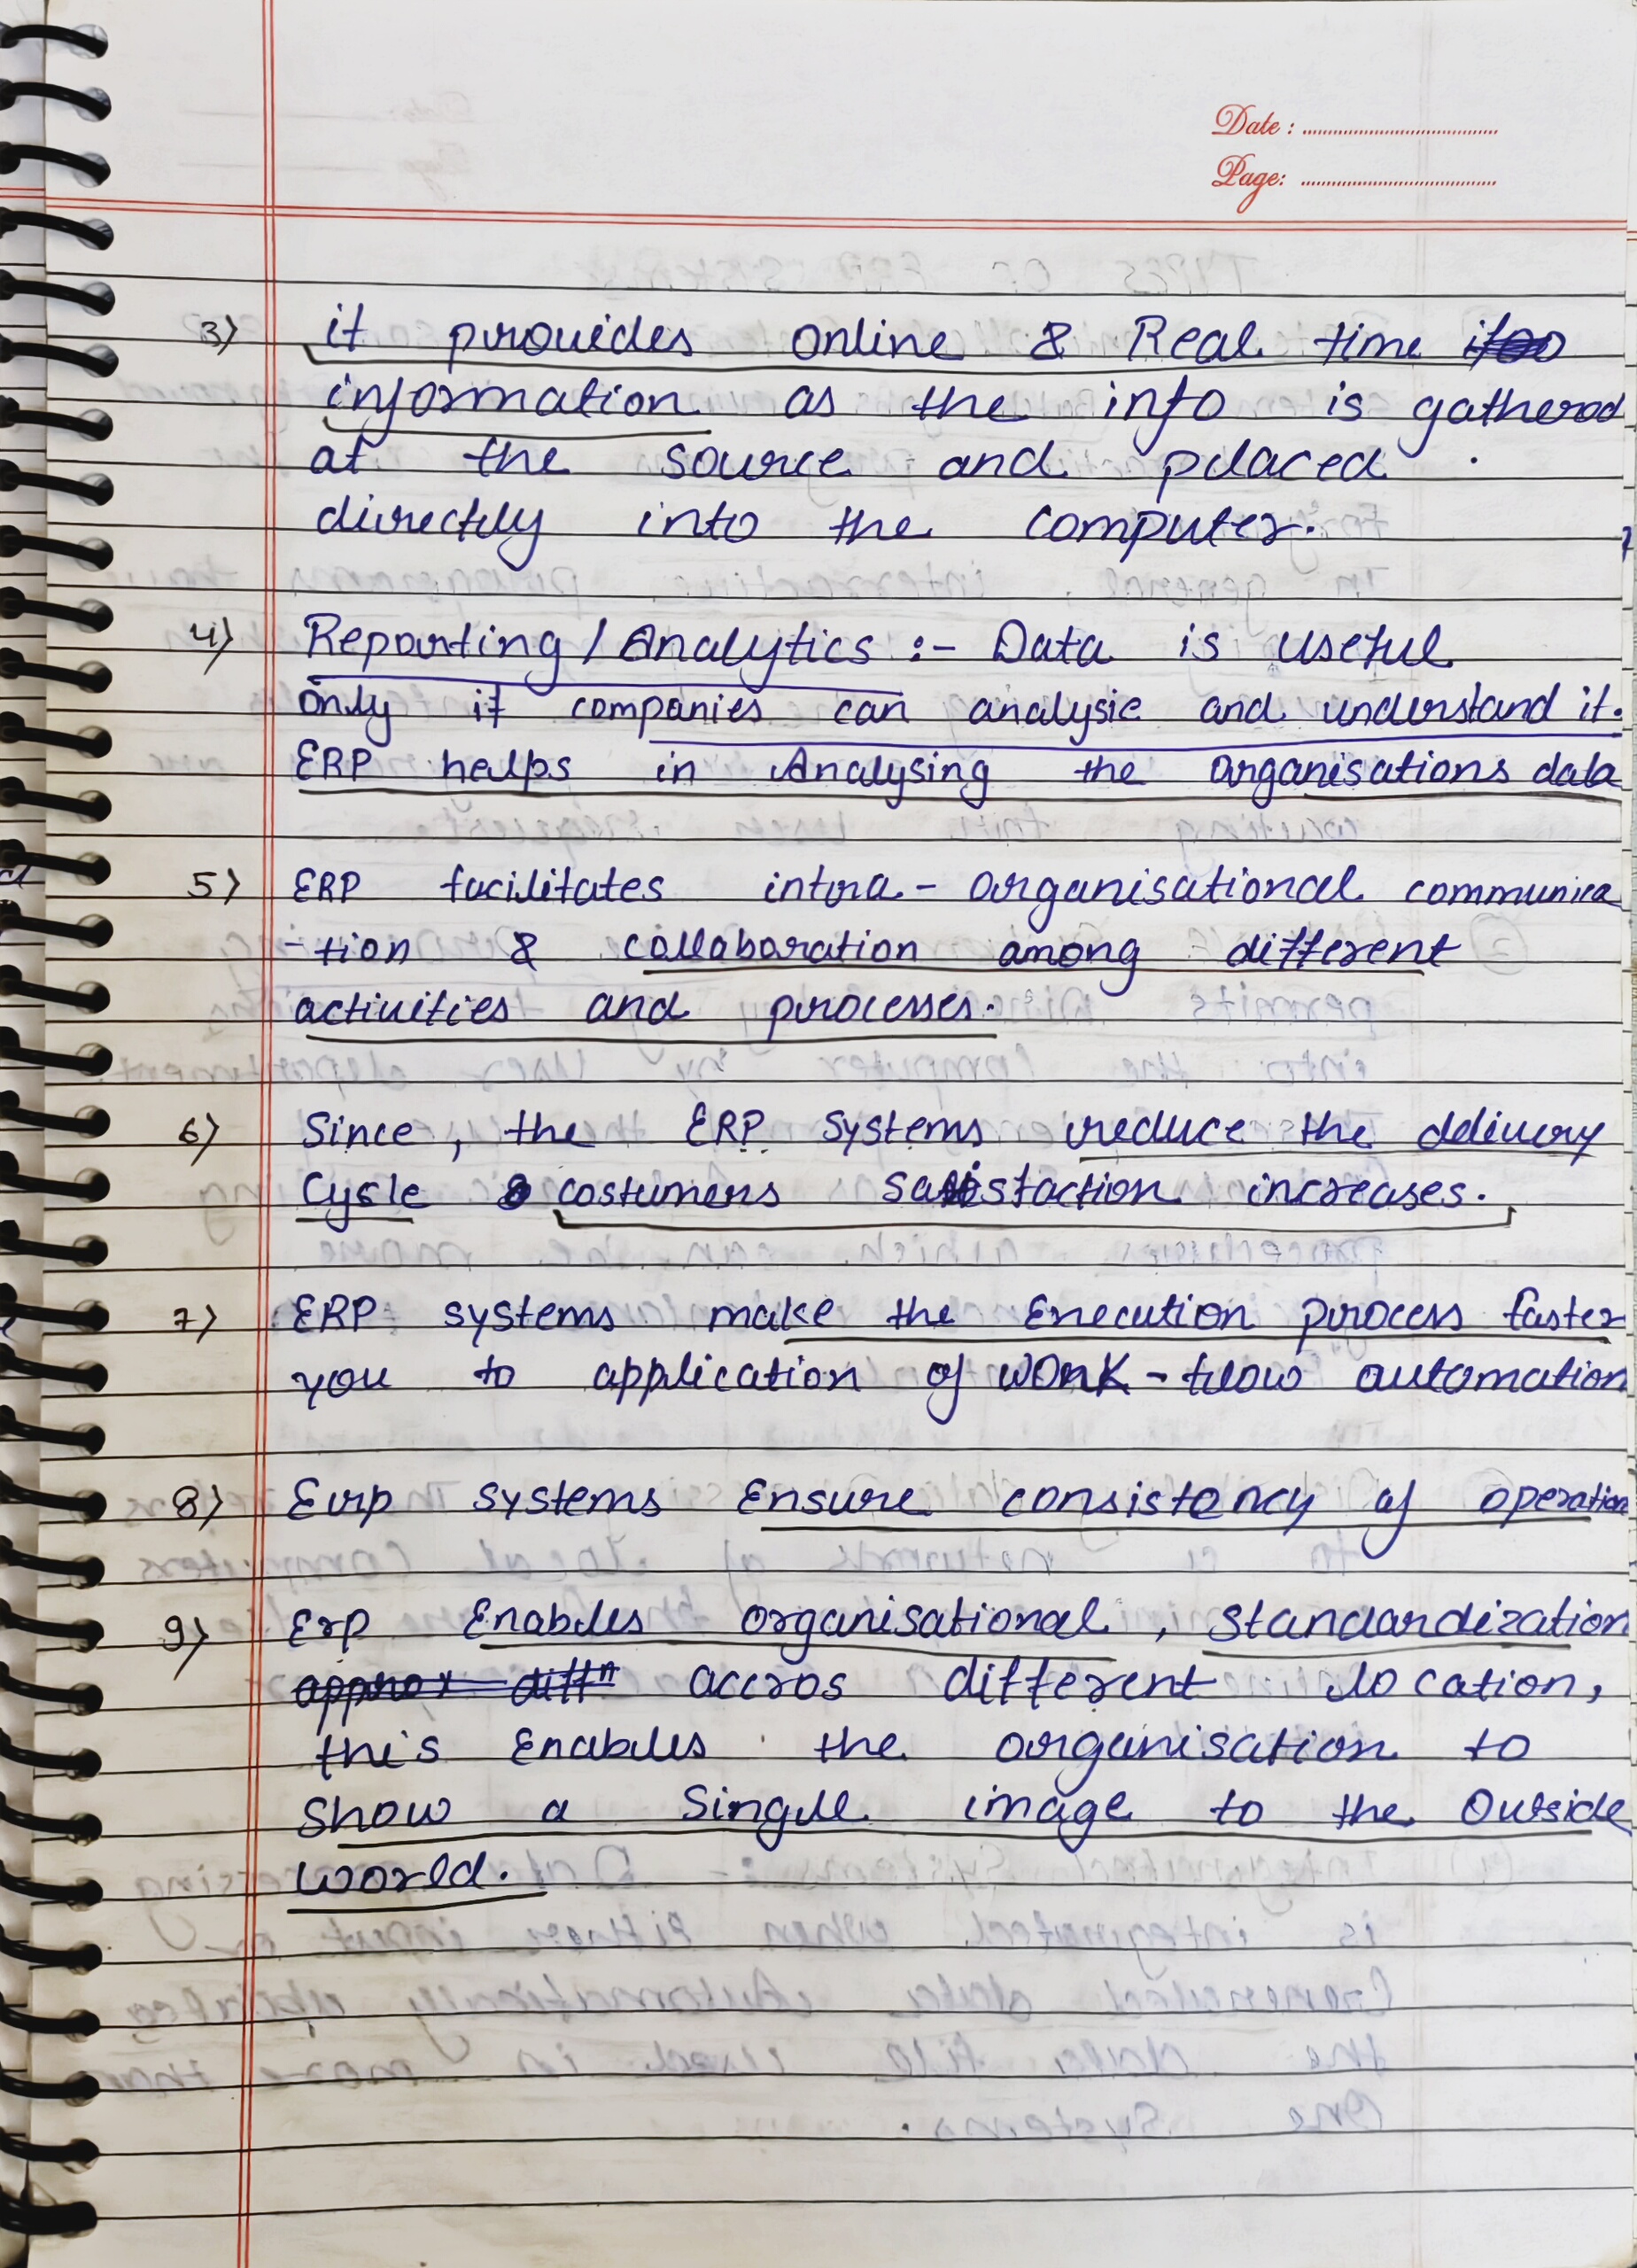 Date :
Page:
3) it provides online & Real time
information as the info is gathered
at the source and placed
directly into the computer.
4) Reporting / Analytics :- Data is useful
only if companies can analysie and understand it.
ERP helps in Analysing the organisations data
5) ERP facilitates intra - organisational communica
-tion & collaboration among different
activities and processes.
6) Since, the ERP systems reduce the delivery
Cycle & costumers satisfaction increases.
7) ERP systems make the Execution process faster
you to application of work - flow automation
8) Erp systems Ensure consistency of operation
9) Erp Enables organisational, standardization
approx diffn accros different location,
this Enables the organisation to
show a Single image to the outside
world.